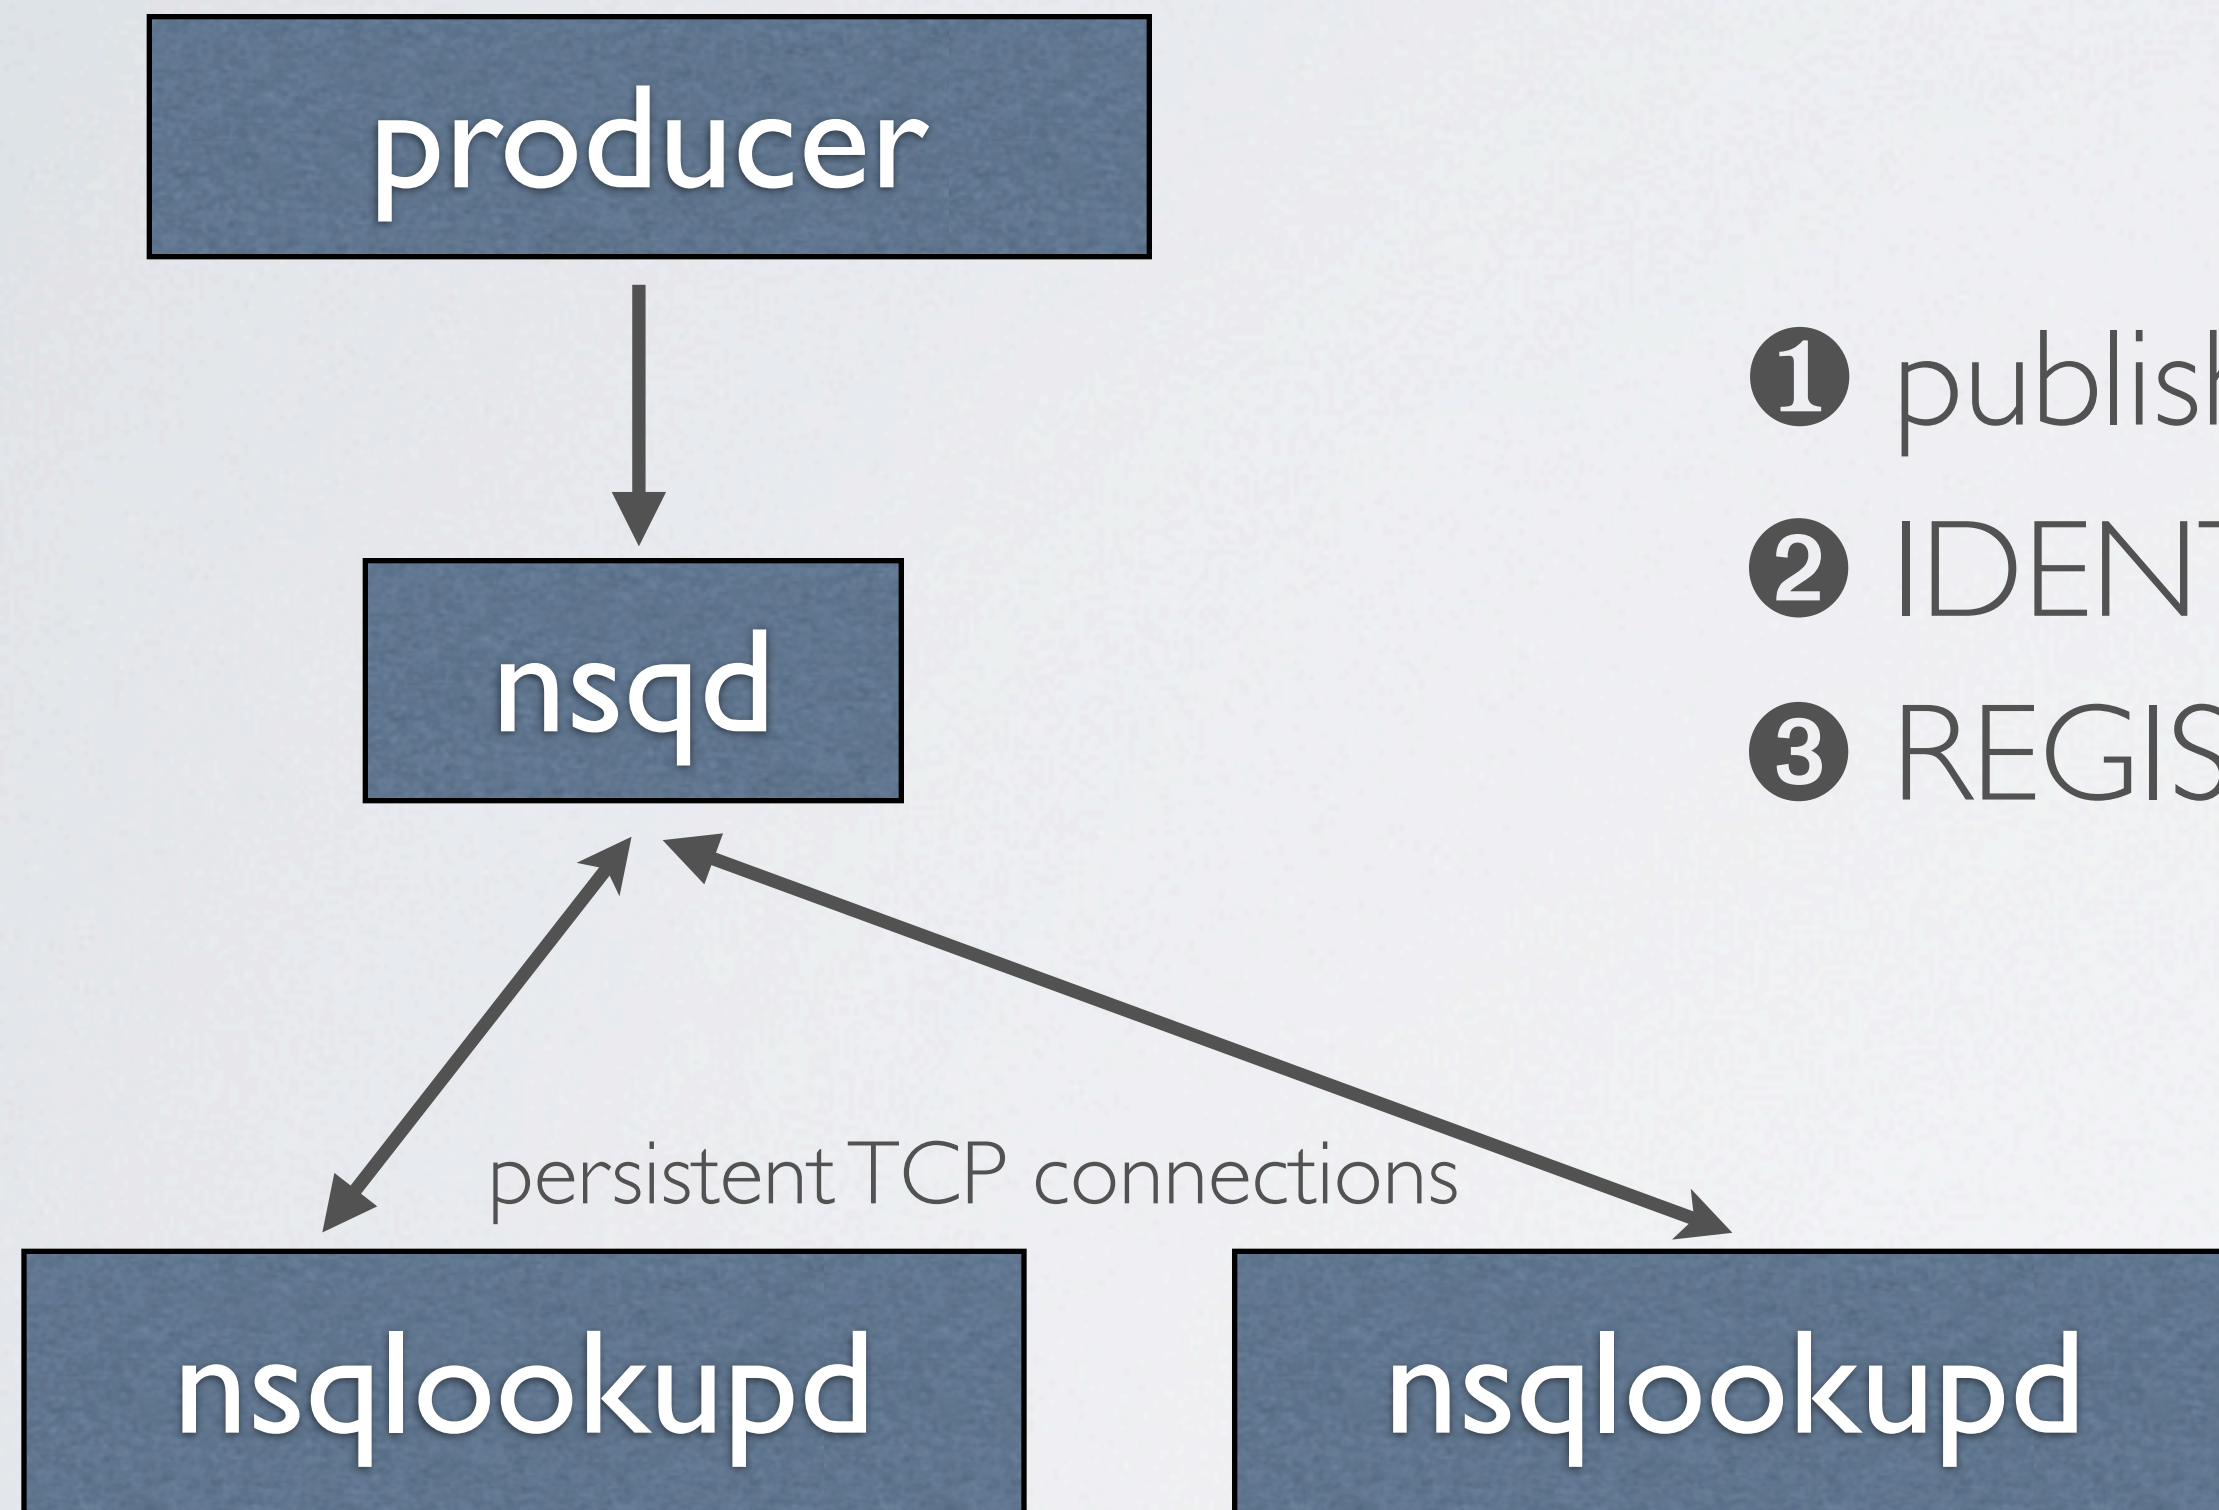 producer
❶ publish
❷ IDENT
❸ REGIS
nsqd
persistent TCP connections
nsqlookupd
nsqlookupd